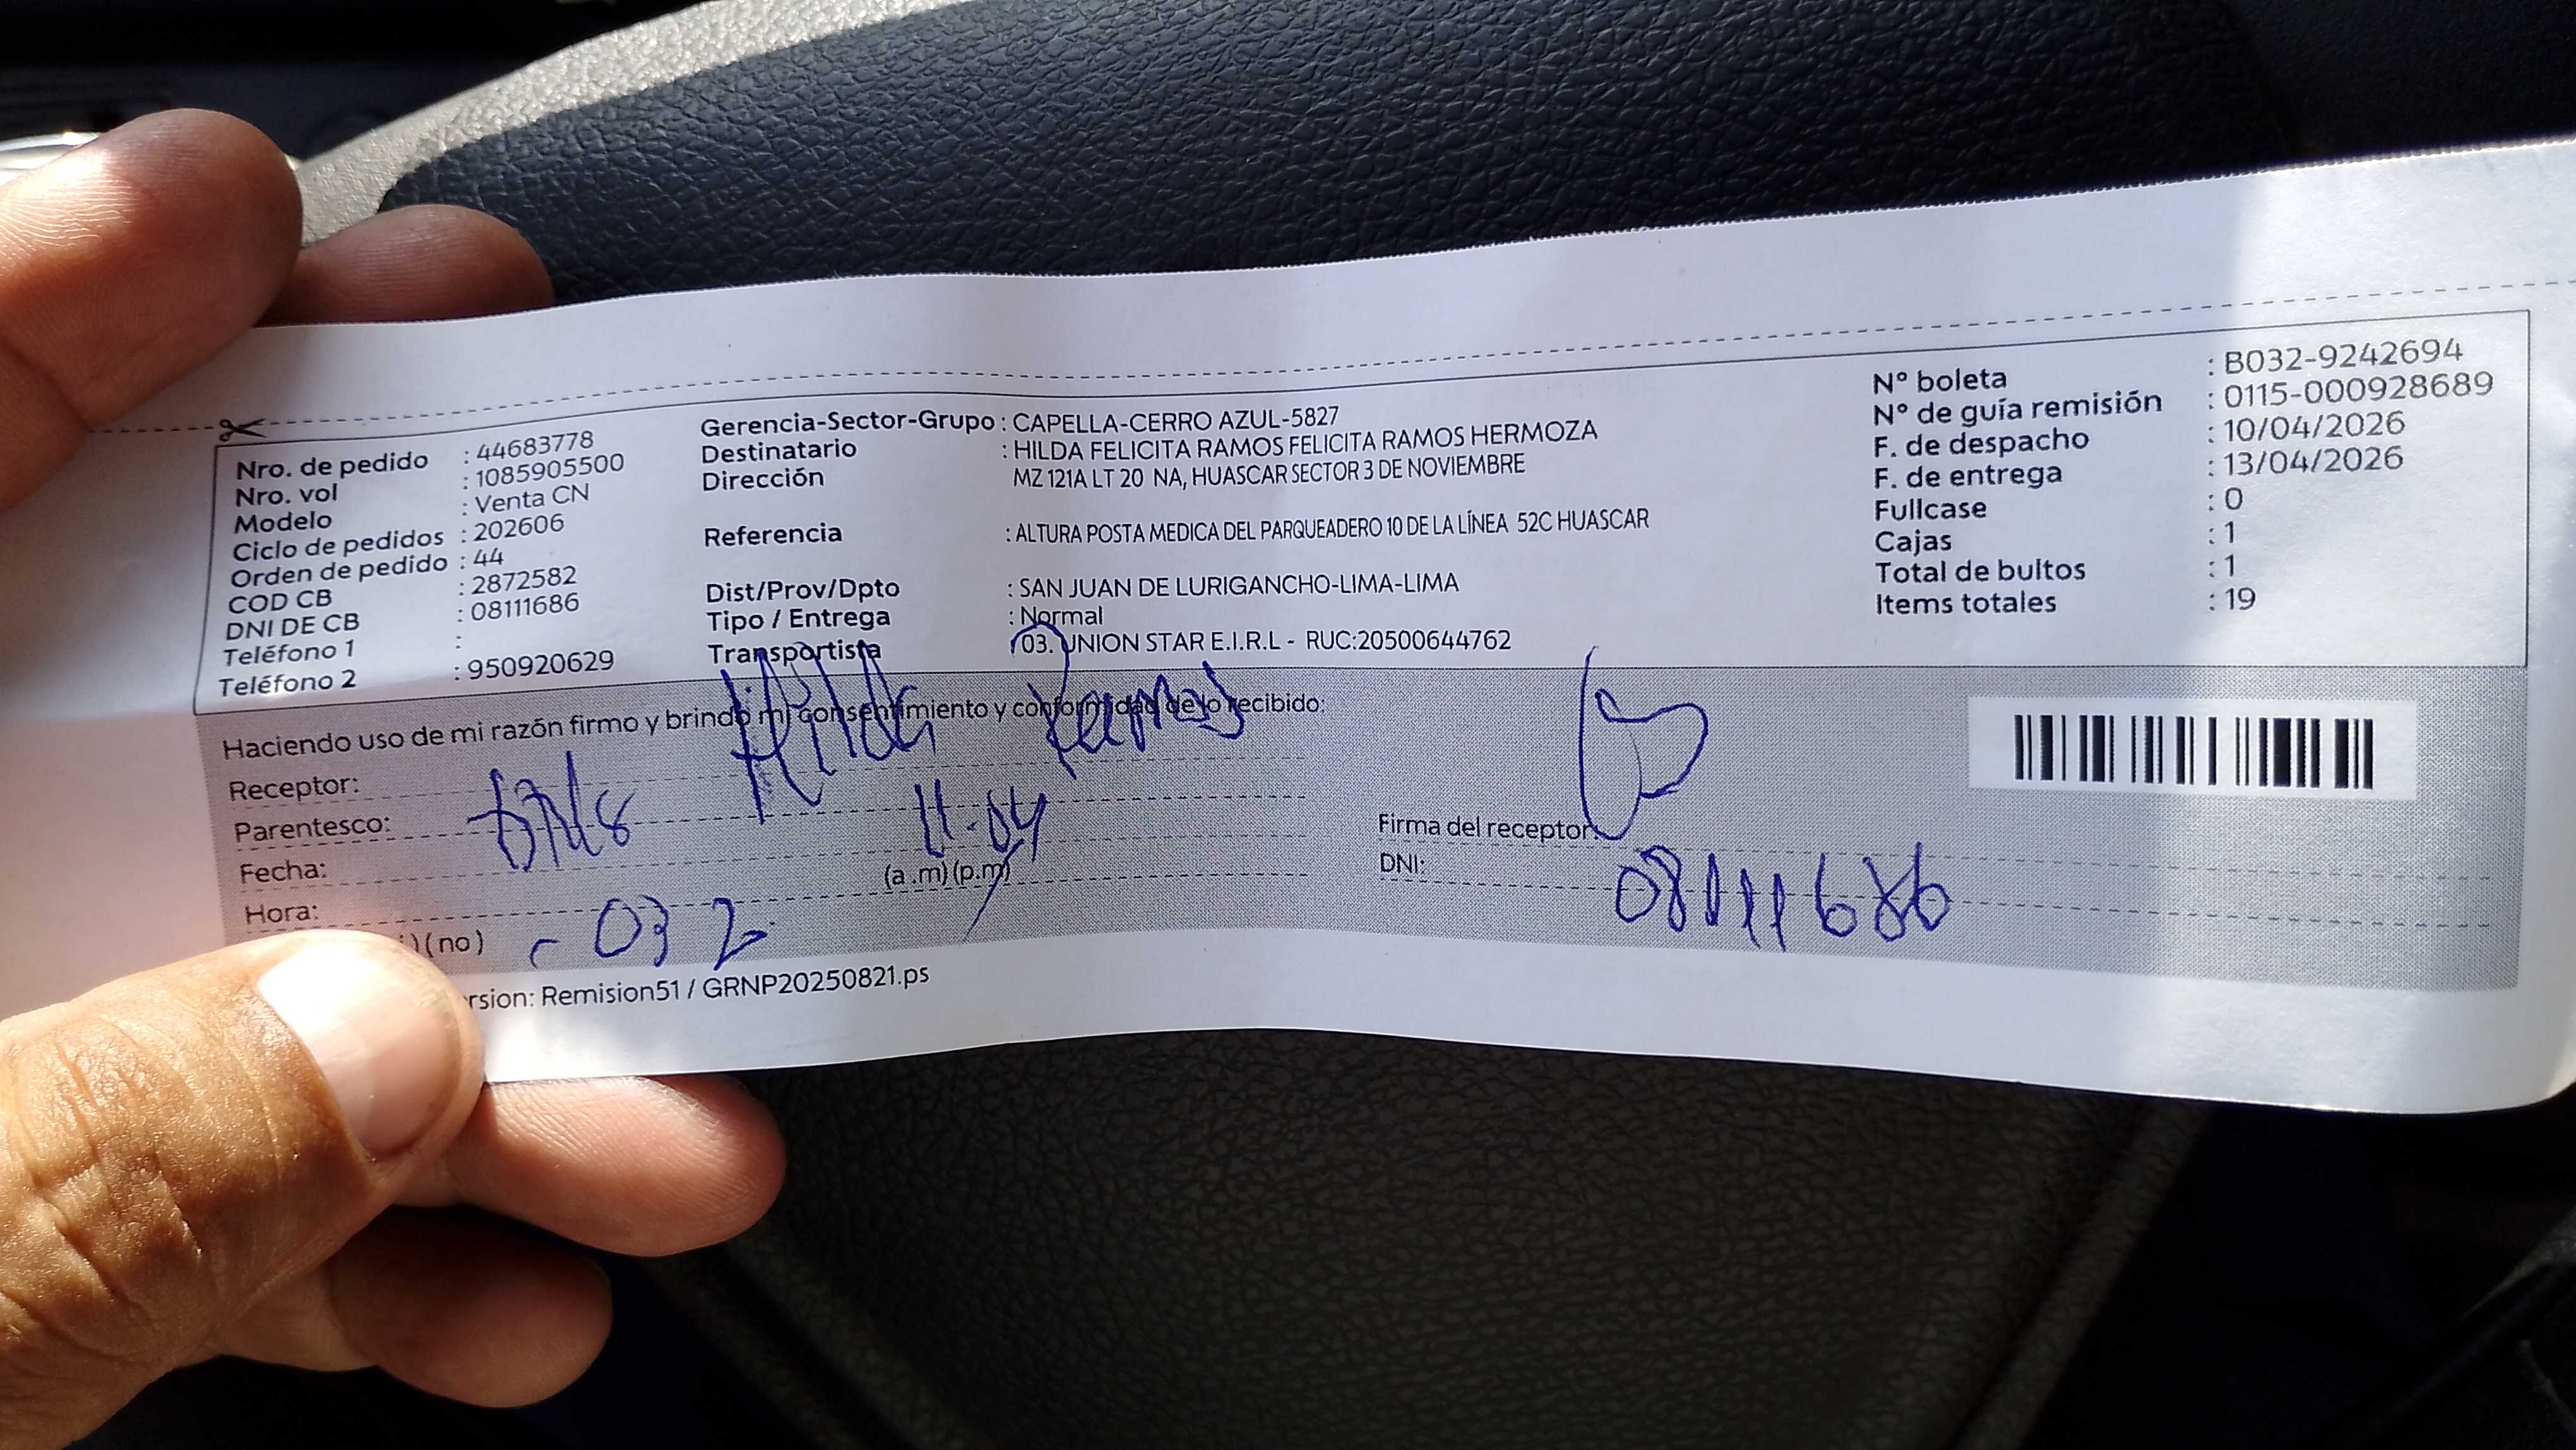 Nro. de pedido : 44683778
Nro. vol : 1085905500
Modelo : Venta CN
Ciclo de pedidos : 202606
Orden de pedido : 44
COD CB : 2872582
DNI DE CB : 08111686
Teléfono 1 :
Teléfono 2 : 950920629
Gerencia-Sector-Grupo : CAPELLA-CERRO AZUL-5827
Destinatario : HILDA FELICITA RAMOS FELICITA RAMOS HERMOZA
Dirección MZ 121A LT 20 NA, HUASCAR SECTOR 3 DE NOVIEMBRE
Referencia : ALTURA POSTA MEDICA DEL PARQUEADERO 10 DE LA LÍNEA 52C HUASCAR
Dist/Prov/Dpto : SAN JUAN DE LURIGANCHO-LIMA-LIMA
Tipo / Entrega : Normal
Transportista 03. UNION STAR E.I.R.L - RUC:20500644762
N° boleta : B032-9242694
N° de guía remisión : 0115-000928689
F. de despacho : 10/04/2026
F. de entrega : 13/04/2026
Fullcase : 0
Cajas : 1
Total de bultos : 1
Items totales : 19
Haciendo uso de mi razón firmo y brindo mi consentimiento y conformidad de lo recibido:
Receptor: Hilda Ramos
Parentesco:
Fecha: 11-04
Hora: (a.m) (p.m)
)(no) 032
Firma del receptor:
DNI: 08111686
rsion: Remision51 / GRNP20250821.ps